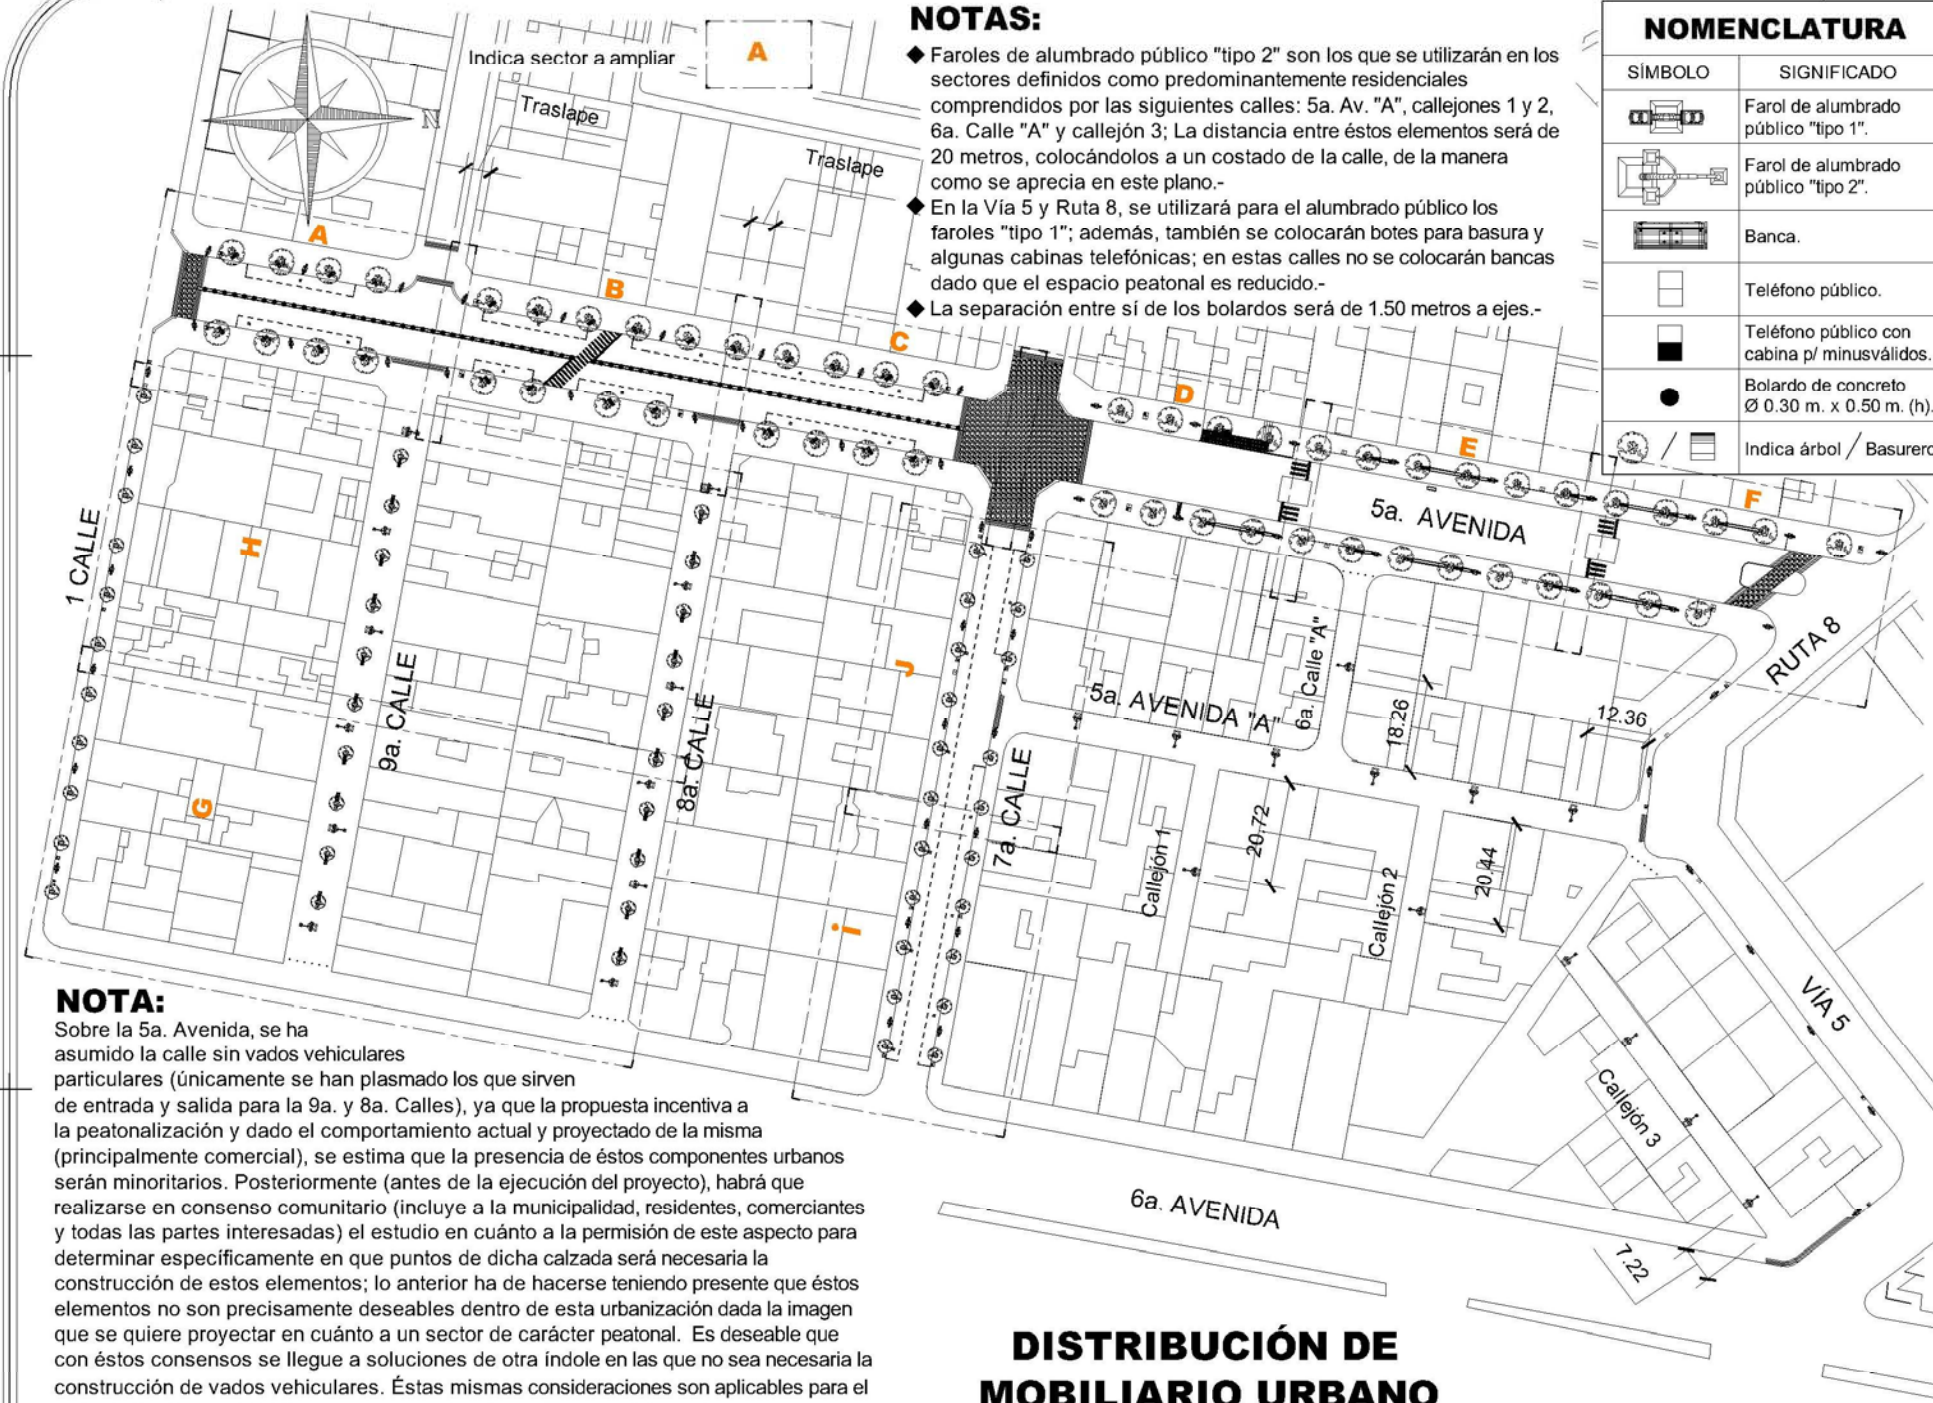 Indica sector a ampliar
A
N
Traslape
Traslape
NOTAS:
◆ Faroles de alumbrado público "tipo 2" son los que se utilizarán en los
sectores definidos como predominantemente residenciales
comprendidos por las siguientes calles: 5a. Av. "A", callejones 1 y 2,
6a. Calle "A" y callejón 3; La distancia entre éstos elementos será de
20 metros, colocándolos a un costado de la calle, de la manera
como se aprecia en este plano.-
◆ En la Vía 5 y Ruta 8, se utilizará para el alumbrado público los
faroles "tipo 1"; además, también se colocarán botes para basura y
algunas cabinas telefónicas; en estas calles no se colocarán bancas
dado que el espacio peatonal es reducido.-
◆ La separación entre sí de los bolardos será de 1.50 metros a ejes.-
NOMENCLATURA
SÍMBOLO SIGNIFICADO
Farol de alumbrado
público "tipo 1".
Farol de alumbrado
público "tipo 2".
Banca.
Teléfono público.
Teléfono público con
cabina p/ minusválidos.
Bolardo de concreto
Ø 0.30 m. x 0.50 m. (h).
/ Indica árbol / Basurero
A
B
C
D
E
F
H
G
J
i
1 CALLE
9a. CALLE
8a. CALLE
7a. CALLE
5a. AVENIDA
5a. AVENIDA "A"
6a. Calle "A"
RUTA 8
18.26
12.36
Callejón 1
20.72
Callejón 2
20.44
VÍA 5
Callejón 3
7.22
6a. AVENIDA
NOTA:
Sobre la 5a. Avenida, se ha
asumido la calle sin vados vehiculares
particulares (únicamente se han plasmado los que sirven
de entrada y salida para la 9a. y 8a. Calles), ya que la propuesta incentiva a
la peatonalización y dado el comportamiento actual y proyectado de la misma
(principalmente comercial), se estima que la presencia de éstos componentes urbanos
serán minoritarios. Posteriormente (antes de la ejecución del proyecto), habrá que
realizarse en consenso comunitario (incluye a la municipalidad, residentes, comerciantes
y todas las partes interesadas) el estudio en cuánto a la permisión de este aspecto para
determinar específicamente en que puntos de dicha calzada será necesaria la
construcción de estos elementos; lo anterior ha de hacerse teniendo presente que éstos
elementos no son precisamente deseables dentro de esta urbanización dada la imagen
que se quiere proyectar en cuánto a un sector de carácter peatonal. Es deseable que
con éstos consensos se llegue a soluciones de otra índole en las que no sea necesaria la
construcción de vados vehiculares. Éstas mismas consideraciones son aplicables para el
DISTRIBUCIÓN DE
MOBILIARIO URBANO